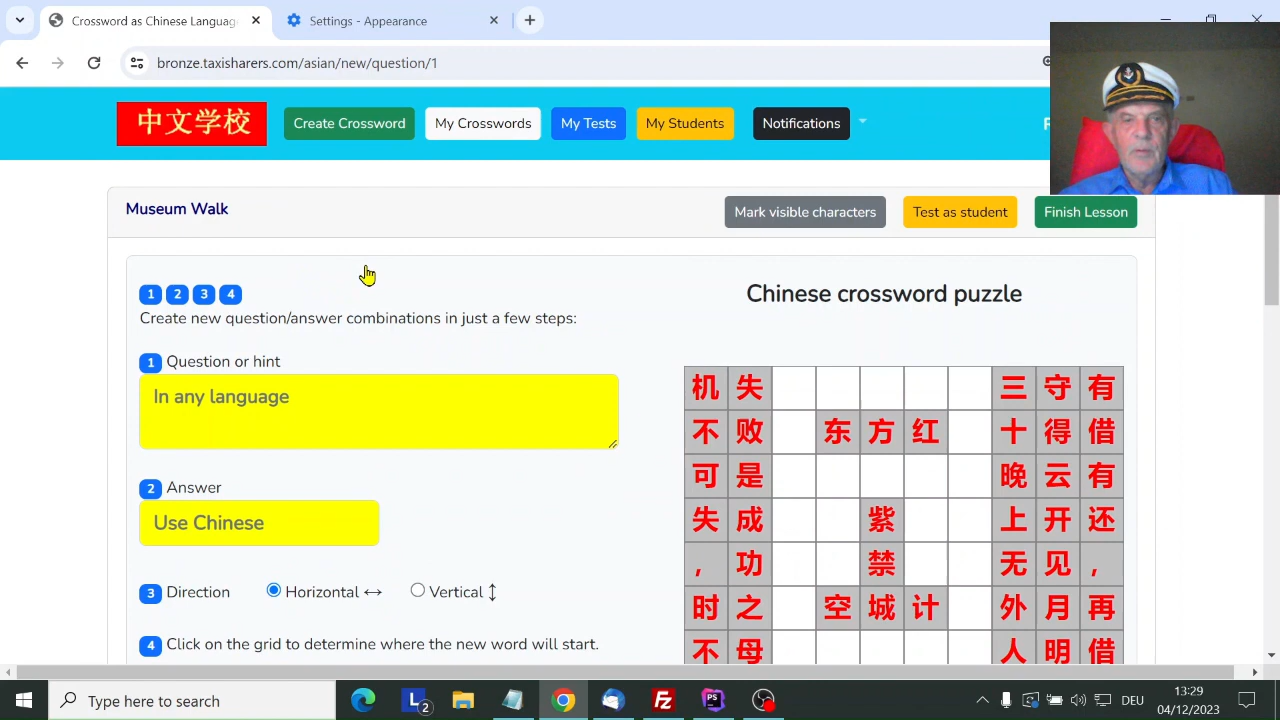 Crossword as Chinese Languag
Settings - Appearance
bronze.taxisharers.com/asian/new/question/1
中文学校
Create Crossword
My Crosswords
My Tests
My Students
Notifications
Museum Walk
Mark visible characters
Test as student
Finish Lesson
1 2 3 4
Create new question/answer combinations in just a few steps:
1 Question or hint
In any language
2 Answer
Use Chinese
3 Direction
Horizontal ↔
Vertical ↕
4 Click on the grid to determine where the new word will start.
Chinese crossword puzzle
机 失 三 守 有
不 败 东 方 红 十 得 借
可 是 晚 云 有
失 成 紫 上 开 还
, 功 禁 无 见 ,
时 之 空 城 计 外 月 再
不 母 人 明 借
Type here to search
L 2
Fz
PS
DEU
13:29
04/12/2023